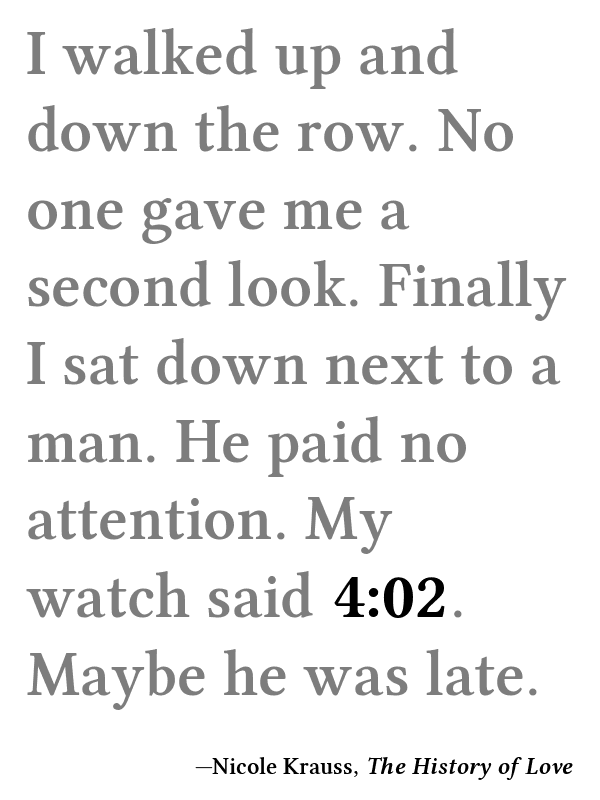 I walked up and
down the row. No
one gave me a
second look. Finally
I sat down next to a
man. He paid no
attention. My
watch said 4:02.
Maybe he was late.
—Nicole Krauss, The History of Love